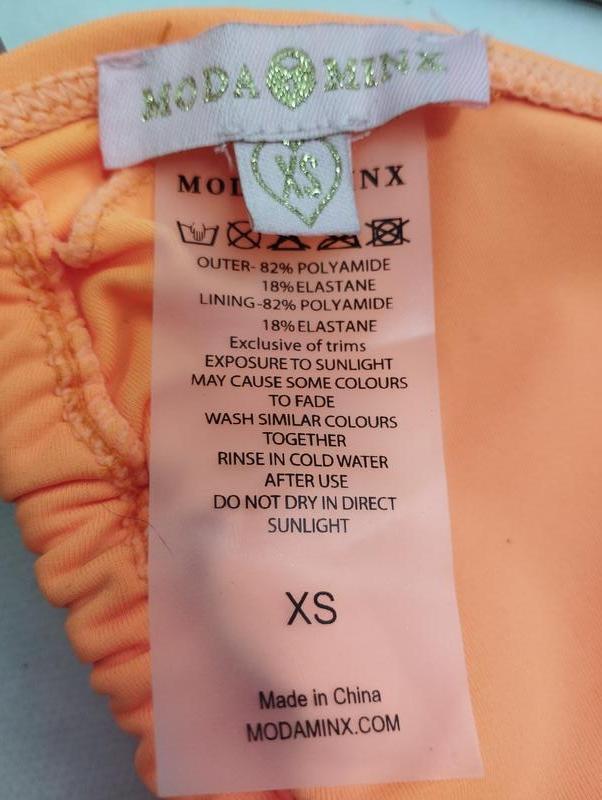 MODA MINX
XS
MODA MINX
OUTER- 82% POLYAMIDE
18% ELASTANE
LINING-82% POLYAMIDE
18% ELASTANE
Exclusive of trims
EXPOSURE TO SUNLIGHT
MAY CAUSE SOME COLOURS
TO FADE
WASH SIMILAR COLOURS
TOGETHER
RINSE IN COLD WATER
AFTER USE
DO NOT DRY IN DIRECT
SUNLIGHT
XS
Made in China
MODAMINX.COM